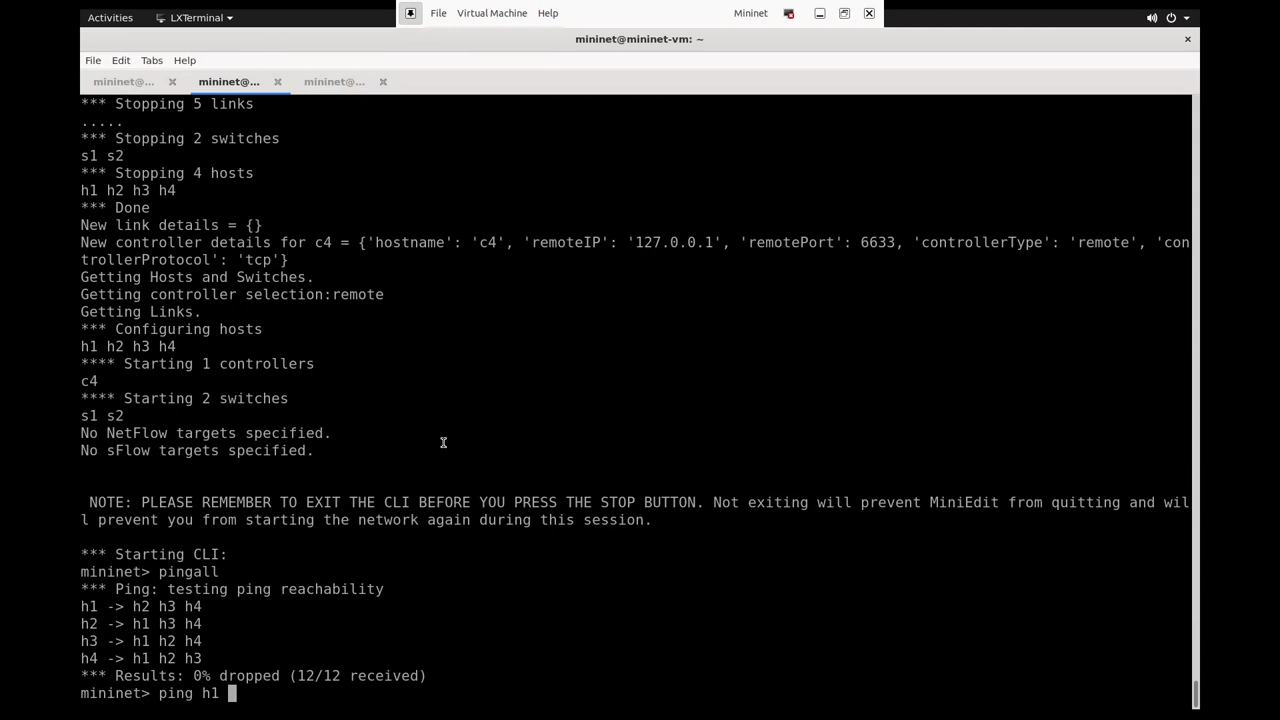 Activities LXTerminal File Virtual Machine Help Mininet
mininet@mininet-vm: ~
File Edit Tabs Help
mininet@... mininet@... mininet@...
*** Stopping 5 links
.....
*** Stopping 2 switches
s1 s2
*** Stopping 4 hosts
h1 h2 h3 h4
*** Done
New link details = {}
New controller details for c4 = {'hostname': 'c4', 'remoteIP': '127.0.0.1', 'remotePort': 6633, 'controllerType': 'remote', 'con
trollerProtocol': 'tcp'}
Getting Hosts and Switches.
Getting controller selection:remote
Getting Links.
*** Configuring hosts
h1 h2 h3 h4
**** Starting 1 controllers
c4
**** Starting 2 switches
s1 s2
No NetFlow targets specified.
No sFlow targets specified.
NOTE: PLEASE REMEMBER TO EXIT THE CLI BEFORE YOU PRESS THE STOP BUTTON. Not exiting will prevent MiniEdit from quitting and wil
l prevent you from starting the network again during this session.
*** Starting CLI:
mininet> pingall
*** Ping: testing ping reachability
h1 -> h2 h3 h4
h2 -> h1 h3 h4
h3 -> h1 h2 h4
h4 -> h1 h2 h3
*** Results: 0% dropped (12/12 received)
mininet> ping h1